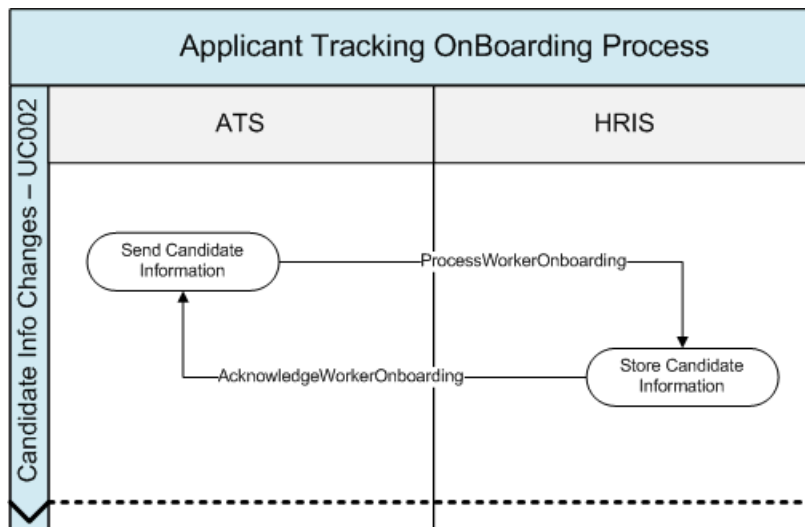 Applicant Tracking OnBoarding Process
Candidate Info Changes – UC002
ATS
HRIS
Send Candidate
Information
ProcessWorkerOnboarding
Store Candidate
Information
AcknowledgeWorkerOnboarding